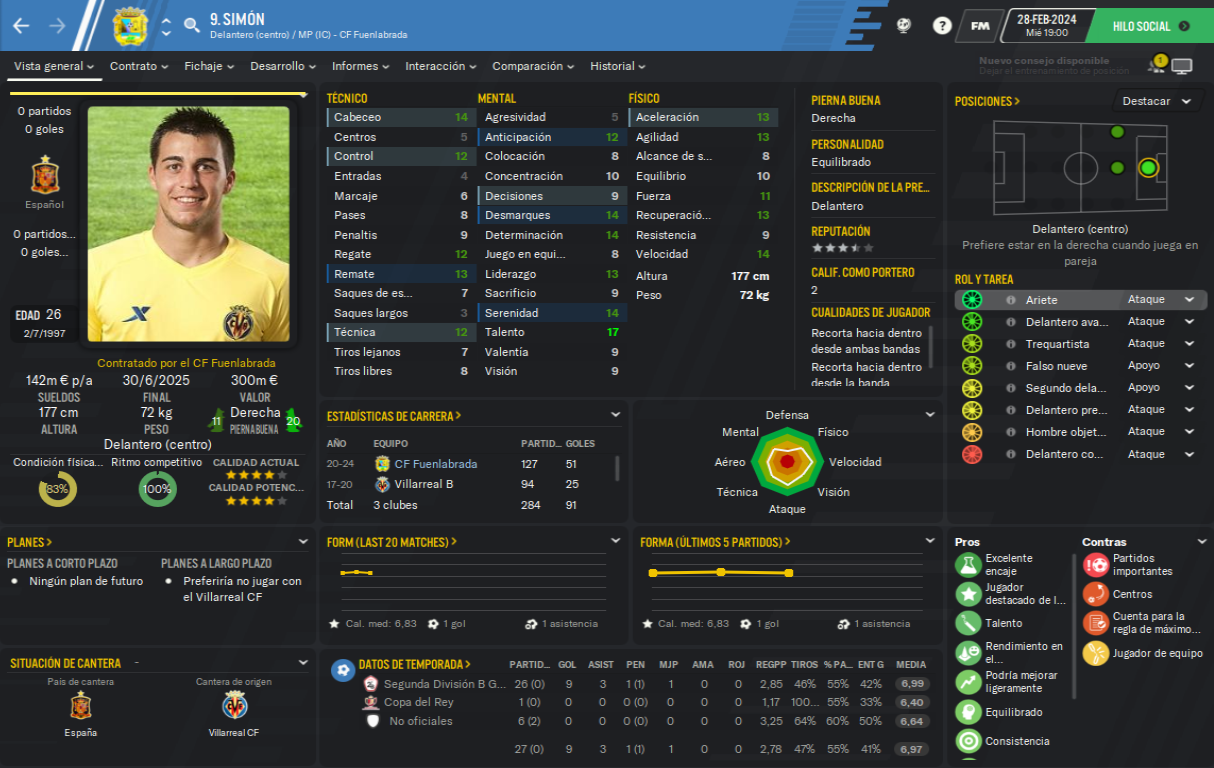 9. SIMÓN
Delantero (centro) / MP (IC) - CF Fuenlabrada
?
FM
28-FEB-2024
Mié 19:00
HILO SOCIAL
Vista general
Contrato
Fichaje
Desarrollo
Informes
Interacción
Comparación
Historial
Nuevo consejo disponible
Dejar el entrenamiento de posición
1
0 partidos
0 goles
Español
0 partidos...
0 goles...
EDAD 26
2/7/1997
Contratado por el CF Fuenlabrada
142m € p/a
SUELDOS
30/6/2025
FINAL
300m €
VALOR
177 cm
ALTURA
72 kg
PESO
11
Derecha
PIERNA BUENA
20
Delantero (centro)
Condición física...
83%
Ritmo competitivo
100%
CALIDAD ACTUAL
CALIDAD POTENC...
TÉCNICO
Cabeceo 14
Centros 5
Control 12
Entradas 4
Marcaje 6
Pases 8
Penaltis 9
Regate 12
Remate 13
Saques de es... 7
Saques largos 3
Técnica 12
Tiros lejanos 7
Tiros libres 8
MENTAL
Agresividad 5
Anticipación 12
Colocación 8
Concentración 10
Decisiones 9
Desmarques 14
Determinación 14
Juego en equi... 8
Liderazgo 13
Sacrificio 9
Serenidad 14
Talento 17
Valentía 9
Visión 9
FÍSICO
Aceleración 13
Agilidad 13
Alcance de s... 8
Equilibrio 10
Fuerza 11
Recuperació... 13
Resistencia 9
Velocidad 14
Altura 177 cm
Peso 72 kg
PIERNA BUENA
Derecha
PERSONALIDAD
Equilibrado
DESCRIPCIÓN DE LA PRE...
Delantero
REPUTACIÓN
CALIF. COMO PORTERO
2
CUALIDADES DE JUGADOR
Recorta hacia dentro
desde ambas bandas
Recorta hacia dentro
desde la banda
POSICIONES >
Destacar
Delantero (centro)
Prefiere estar en la derecha cuando juega en
pareja
ROL Y TAREA
Ariete Ataque
Delantero ava... Ataque
Trequartista Ataque
Falso nueve Apoyo
Segundo dela... Apoyo
Delantero pre... Ataque
Hombre objet... Ataque
Delantero co... Ataque
ESTADÍSTICAS DE CARRERA >
AÑO EQUIPO PARTID... GOLES
20-24 CF Fuenlabrada 127 51
17-20 Villarreal B 94 25
Total 3 clubes 284 91
Defensa
Mental
Físico
Aéreo
Velocidad
Técnica
Visión
Ataque
PLANES >
PLANES A CORTO PLAZO
Ningún plan de futuro
PLANES A LARGO PLAZO
Preferiría no jugar con
el Villarreal CF
FORM (LAST 20 MATCHES) >
Cal. med: 6,83 1 gol 1 asistencia
FORMA (ÚLTIMOS 5 PARTIDOS) >
Cal. med: 6,83 1 gol 1 asistencia
Pros
Excelente
encaje
Jugador
destacado de l...
Talento
Rendimiento en
el...
Podría mejorar
ligeramente
Equilibrado
Consistencia
Contras
Partidos
importantes
Centros
Cuenta para la
regla de máximo...
Jugador de equipo
SITUACIÓN DE CANTERA -
País de cantera
España
Cantera de origen
Villarreal CF
DATOS DE TEMPORADA > PARTID... GOL ASIST PEN MJP AMA ROJ REGPP TIROS % PA... ENT G MEDIA
Segunda División B G... 26 (0) 9 3 1 (1) 1 0 0 2,85 46% 55% 42% 6,99
Copa del Rey 1 (0) 0 0 0 (0) 0 0 0 1,17 100... 55% 33% 6,40
No oficiales 6 (2) 0 0 0 (0) 0 0 0 3,25 64% 60% 50% 6,64
27 (0) 9 3 1 (1) 1 0 0 2,78 47% 55% 41% 6,97